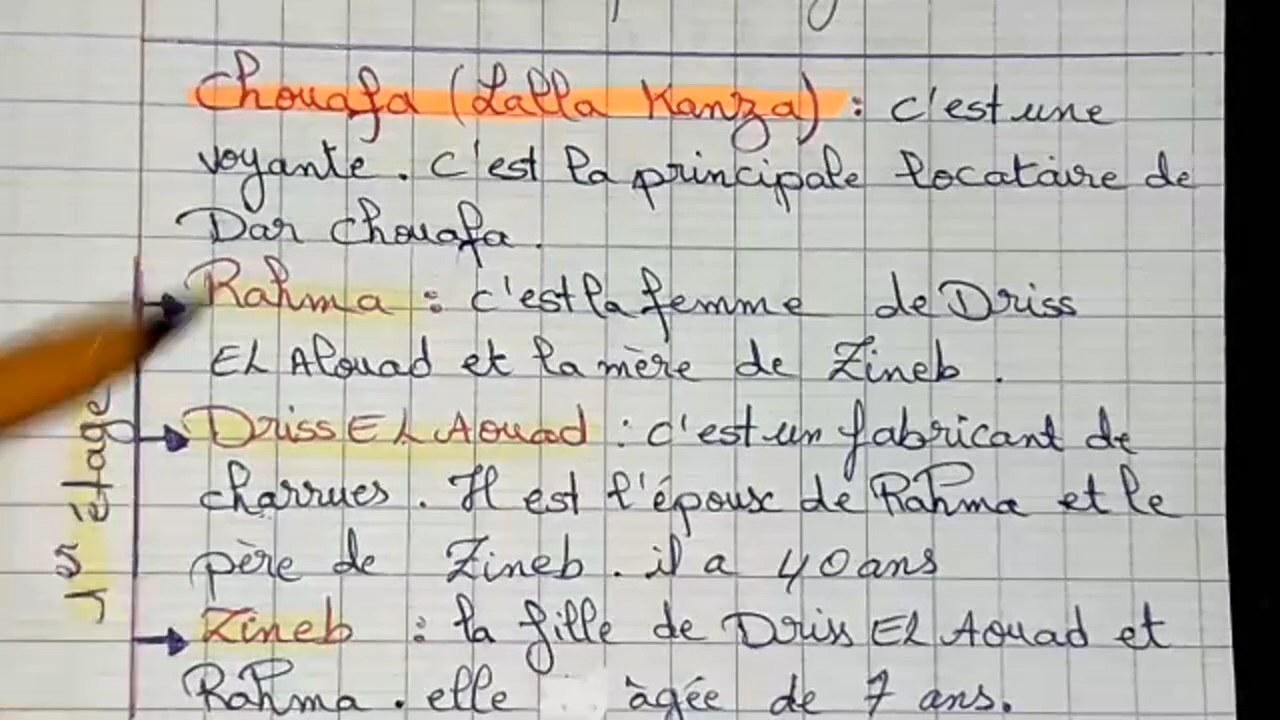 Chouafa (Lalla Kanza) : c'est une
voyante. C'est la principale locataire de
Dar Chouafa.
Rahma : c'est la femme de Driss
EL Alouad et la mère de Zineb.
Driss EL Aouad : c'est un fabricant de
charrues. Il est l'époux de Rahma et le
père de Zineb. il a 40 ans
Zineb : la fille de Driss El Aouad et
Rahma. elle âgée de 7 ans.
1er étage